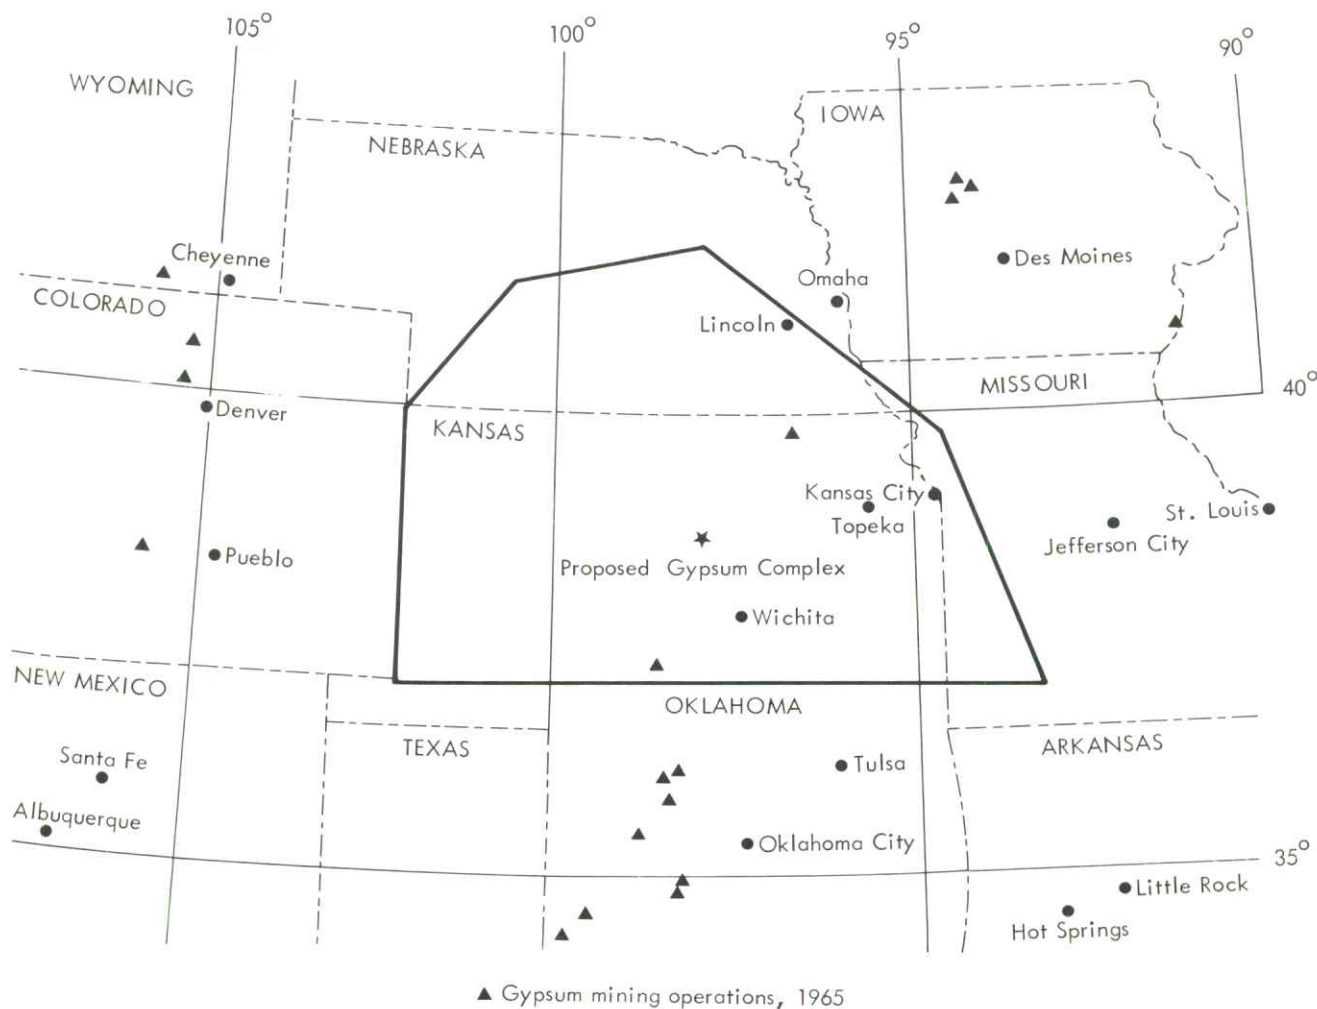 105°
100°
95°
90°
WYOMING
IOWA
NEBRASKA
Cheyenne
Des Moines
Omaha
COLORADO
Lincoln
MISSOURI
40°
Denver
KANSAS
Kansas City
Topeka
St. Louis
Jefferson City
Pueblo
Proposed Gypsum Complex
Wichita
NEW MEXICO
OKLAHOMA
TEXAS
ARKANSAS
Santa Fe
Tulsa
Albuquerque
Oklahoma City
35°
Little Rock
Hot Springs
▲ Gypsum mining operations, 1965